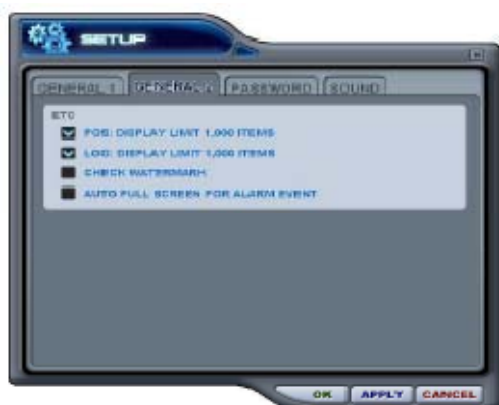 SETUP
GENERAL 1 GENERAL 2 PASSWORD SOUND
ETC
POS: DISPLAY LIMIT 1,000 ITEMS
LOG: DISPLAY LIMIT 1,000 ITEMS
CHECK WATERMARK
AUTO FULL SCREEN FOR ALARM EVENT
OK APPLY CANCEL